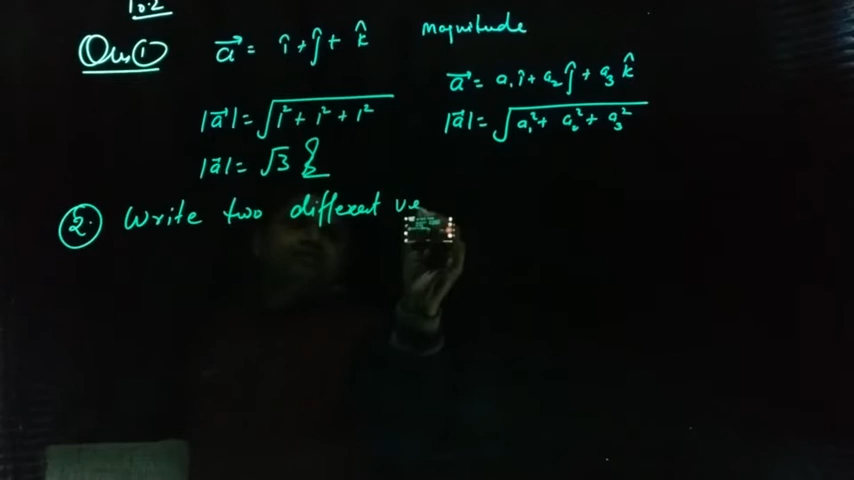 10.2
Ques 1 a⃗ = î + ĵ + k̂ magnitude
a⃗ = a₁î + a₂ĵ + a₃k̂
|a⃗| = √(1² + 1² + 1²) |a⃗| = √(a₁² + a₂² + a₃²)
|a⃗| = √3
2. Write two different ve